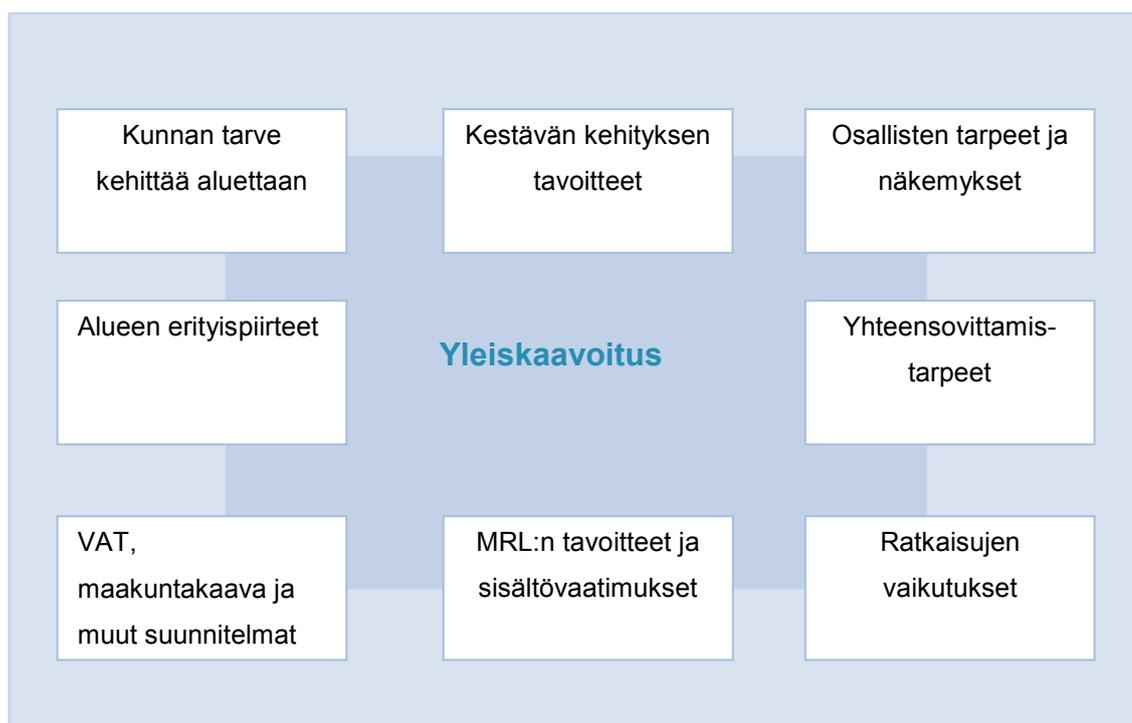 Kunnan tarve
kehittää aluettaan
Kestävän kehityksen
tavoitteet
Osallisten tarpeet ja
näkemykset
Alueen erityispiirteet
Yleiskaavoitus
Yhteensovittamis-
tarpeet
VAT,
maakuntakaava ja
muut suunnitelmat
MRL:n tavoitteet ja
sisältövaatimukset
Ratkaisujen
vaikutukset